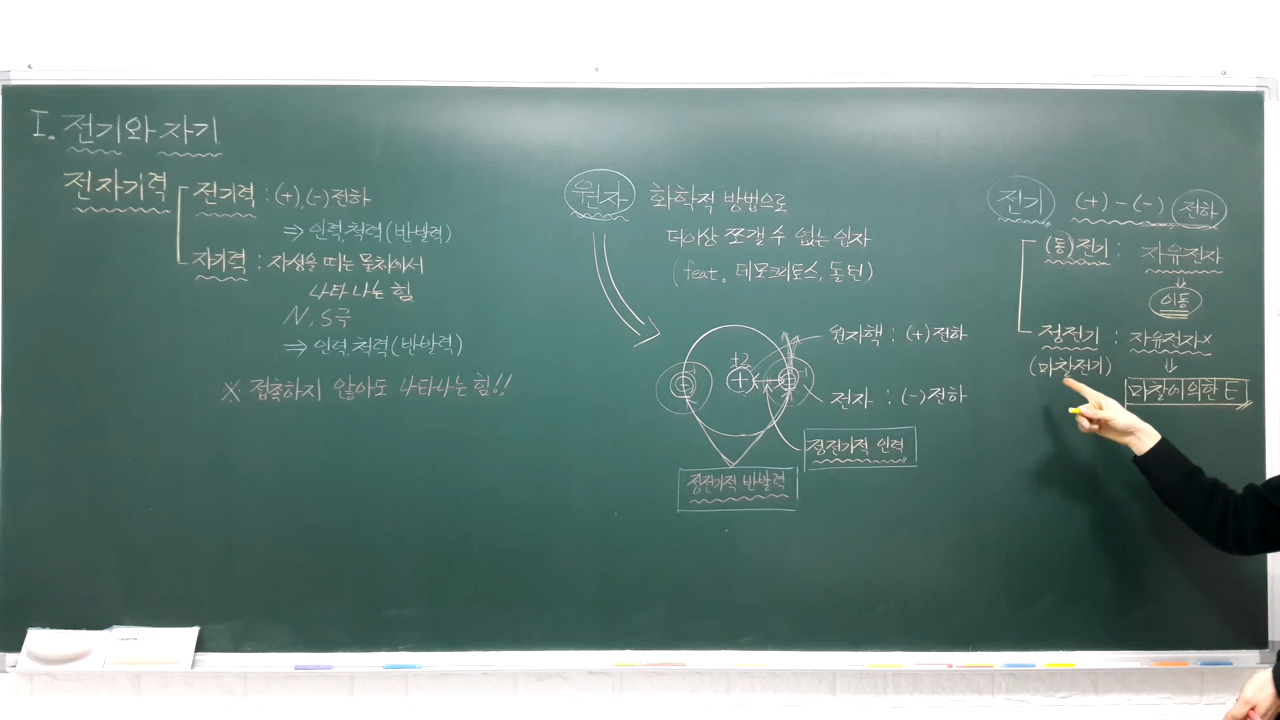 I. 전기와 자기
전자기력
전기력 : (+), (-) 전하
⇒ 인력, 척력 (반발력)
자기력 : 자성을 띠는 물체에서
나타나는 힘
N, S극
⇒ 인력, 척력 (반발력)
※ 접촉하지 않아도 나타나는 힘!!
원자 화학적 방법으로
더이상 쪼갤 수 없는 입자
(feat. 데모크리토스, 돌턴)
원자핵 : (+) 전하
+2
+
-
-
-1
전자 : (-) 전하
정전기적 인력
정전기적 반발력
전기 (+) - (-) 전하
(동)전기 : 자유전자
⇓
이동
정전기 : 자유전자×
(마찰전기)
⇓
마찰에 의한 E